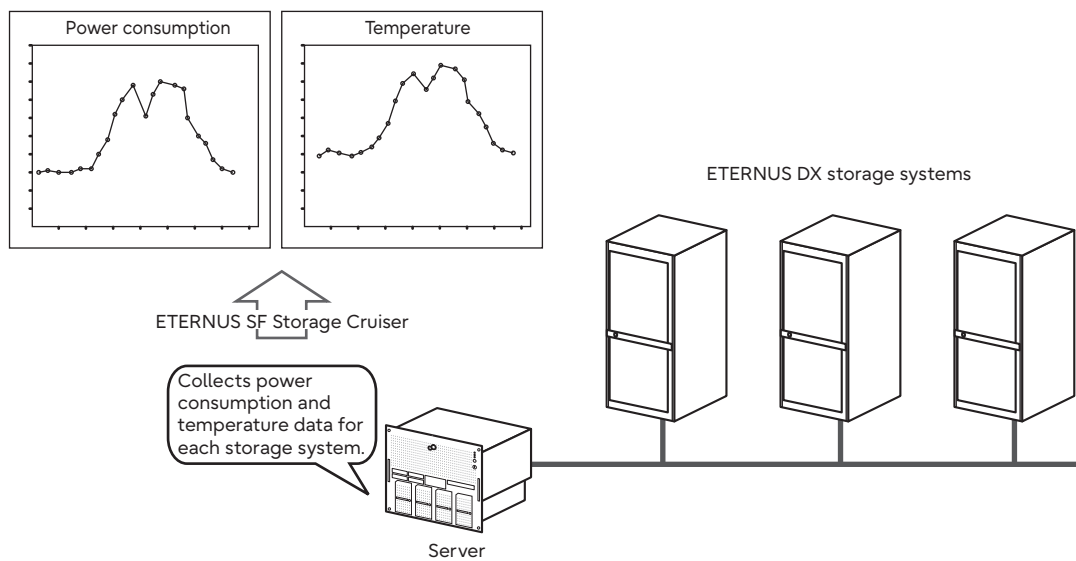 Power consumption
Temperature
ETERNUS DX storage systems
ETERNUS SF Storage Cruiser
Collects power
consumption and
temperature data for
each storage system.
Server